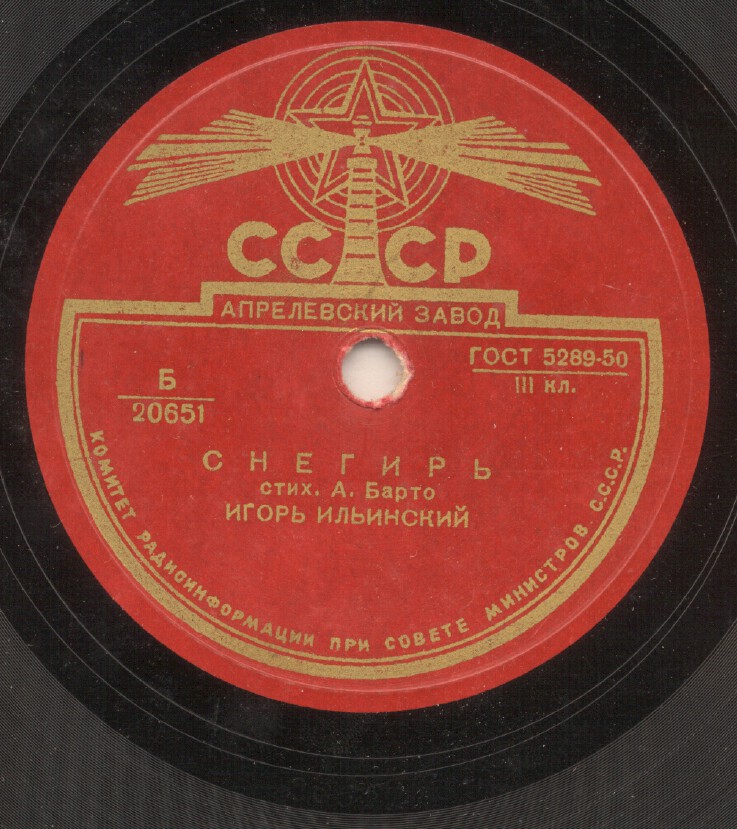 СССР
АПРЕЛЕВСКИЙ ЗАВОД
ГОСТ 5289-50
III кл.
Б
20651
СНЕГИРЬ
стих. А. Барто
ИГОРЬ ИЛЬИНСКИЙ
КОМИТЕТ РАДИОИНФОРМАЦИИ ПРИ СОВЕТЕ МИНИСТРОВ С.С.С.Р.